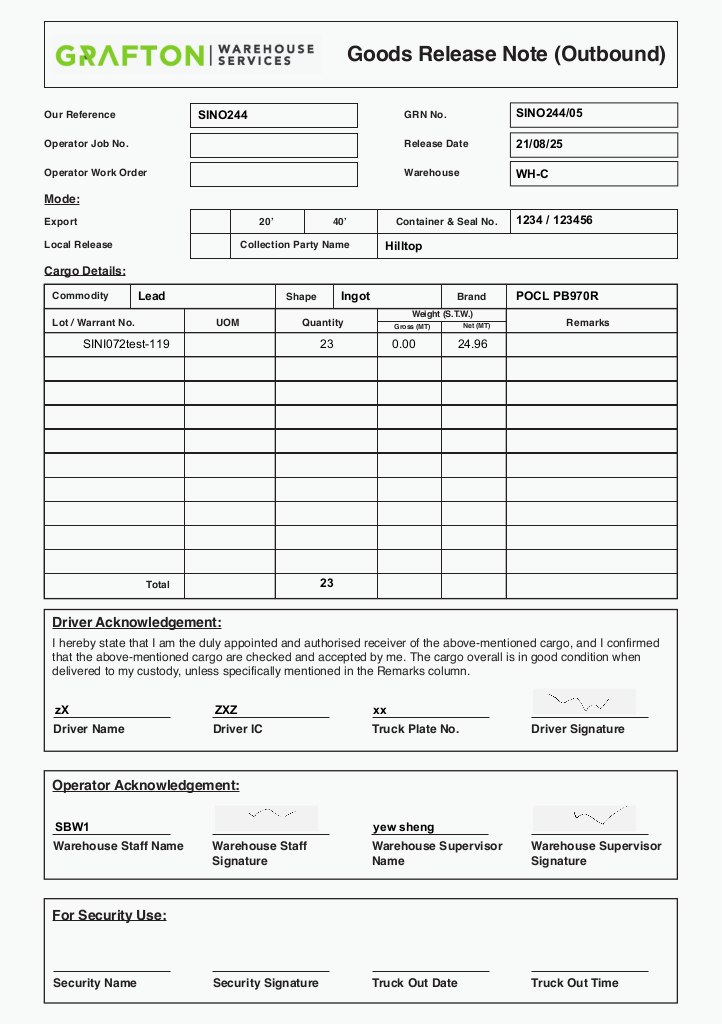 GRAFTON | WAREHOUSE SERVICES
Goods Release Note (Outbound)
Our Reference SINO244 GRN No. SINO244/05
Operator Job No. Release Date 21/08/25
Operator Work Order Warehouse WH-C
Mode:
Export 20' 40' Container & Seal No. 1234 / 123456
Local Release Collection Party Name Hilltop
Cargo Details:
Commodity Lead Shape Ingot Brand POCL PB970R
Lot / Warrant No. UOM Quantity Weight (S.T.W.) Remarks
Gross (MT) Net (MT)
SINI072test-119 23 0.00 24.96
Total 23
Driver Acknowledgement:
I hereby state that I am the duly appointed and authorised receiver of the above-mentioned cargo, and I confirmed
that the above-mentioned cargo are checked and accepted by me. The cargo overall is in good condition when
delivered to my custody, unless specifically mentioned in the Remarks column.
zX ZXZ xx
Driver Name Driver IC Truck Plate No. Driver Signature
Operator Acknowledgement:
SBW1 yew sheng
Warehouse Staff Name Warehouse Staff Signature Warehouse Supervisor Name Warehouse Supervisor Signature
For Security Use:
Security Name Security Signature Truck Out Date Truck Out Time